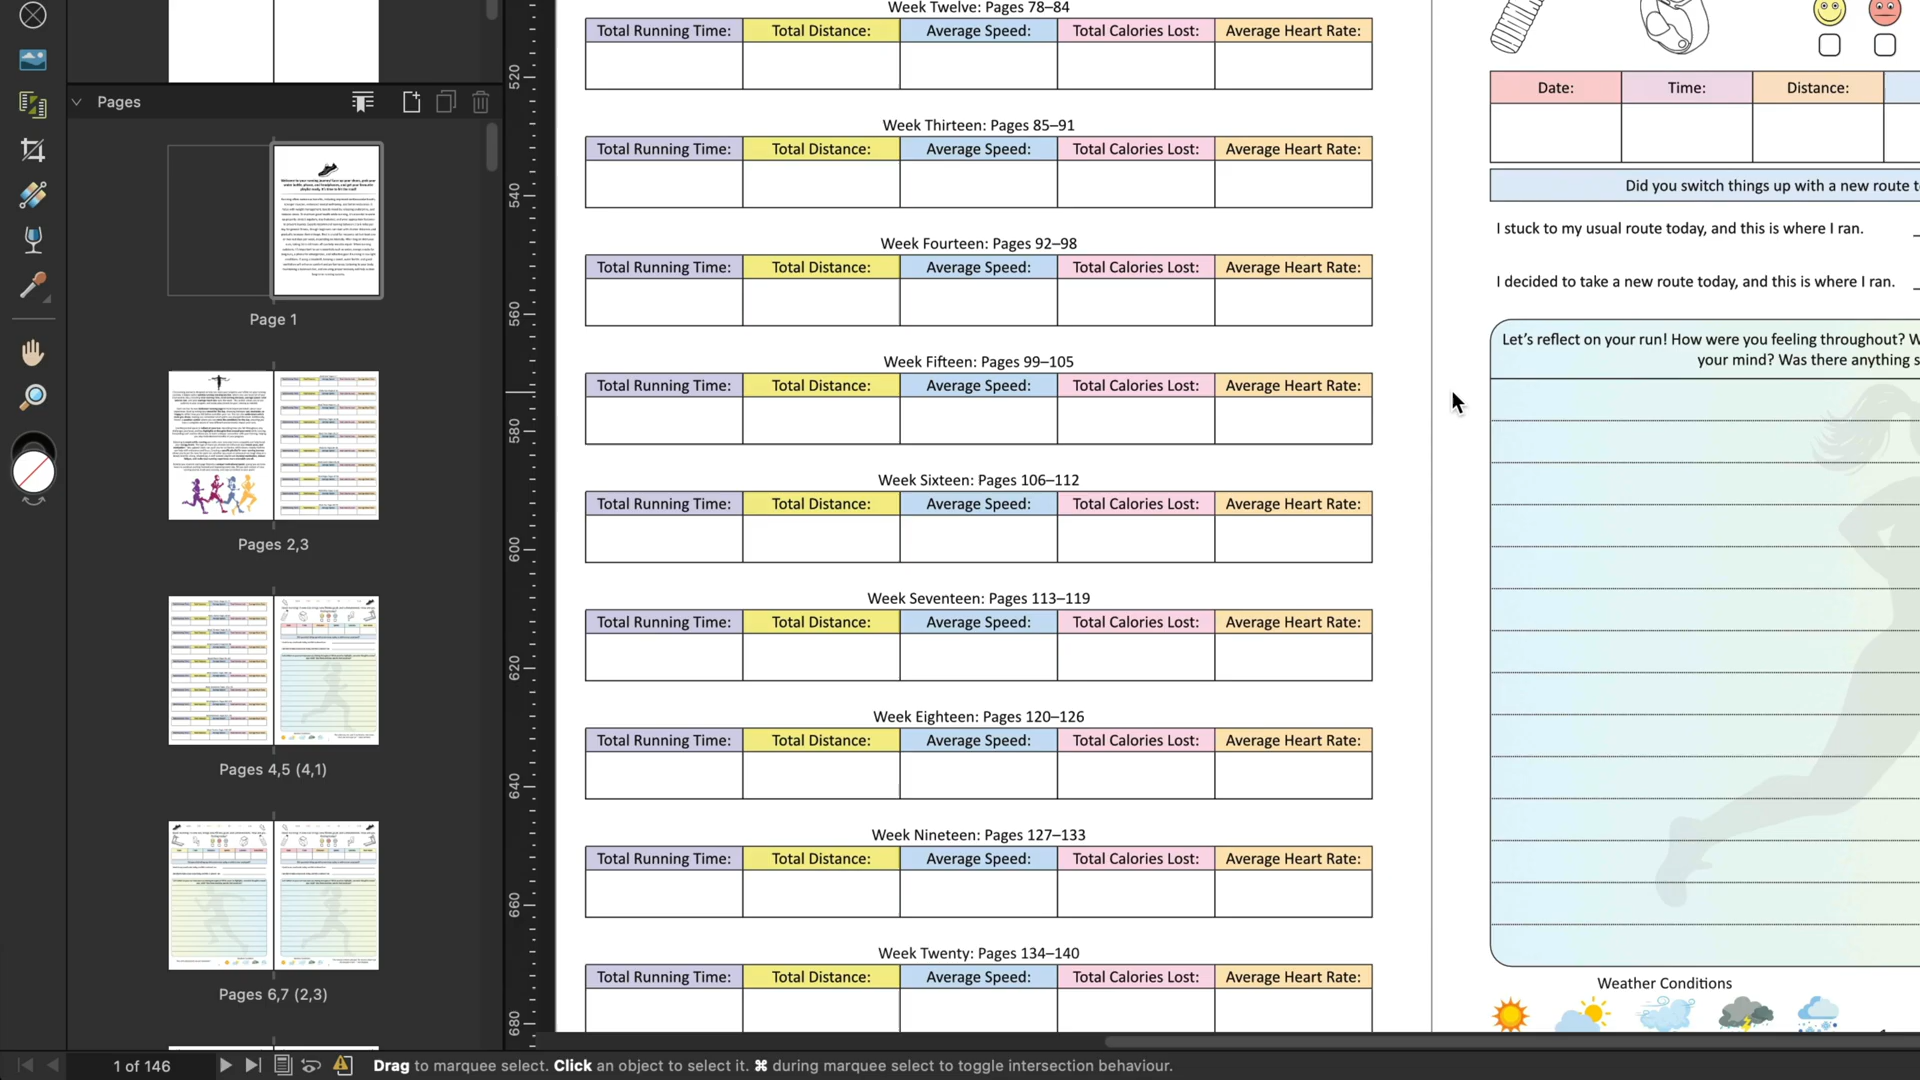 Pages
Page 1
Pages 2,3
Pages 4,5 (4,1)
Pages 6,7 (2,3)
520
540
560
580
600
620
640
660
680
Week Twelve: Pages 78–84
Total Running Time: Total Distance: Average Speed: Total Calories Lost: Average Heart Rate:
Week Thirteen: Pages 85–91
Total Running Time: Total Distance: Average Speed: Total Calories Lost: Average Heart Rate:
Week Fourteen: Pages 92–98
Total Running Time: Total Distance: Average Speed: Total Calories Lost: Average Heart Rate:
Week Fifteen: Pages 99–105
Total Running Time: Total Distance: Average Speed: Total Calories Lost: Average Heart Rate:
Week Sixteen: Pages 106–112
Total Running Time: Total Distance: Average Speed: Total Calories Lost: Average Heart Rate:
Week Seventeen: Pages 113–119
Total Running Time: Total Distance: Average Speed: Total Calories Lost: Average Heart Rate:
Week Eighteen: Pages 120–126
Total Running Time: Total Distance: Average Speed: Total Calories Lost: Average Heart Rate:
Week Nineteen: Pages 127–133
Total Running Time: Total Distance: Average Speed: Total Calories Lost: Average Heart Rate:
Week Twenty: Pages 134–140
Total Running Time: Total Distance: Average Speed: Total Calories Lost: Average Heart Rate:
Date: Time: Distance:
Did you switch things up with a new route
I stuck to my usual route today, and this is where I ran.
I decided to take a new route today, and this is where I ran.
Let's reflect on your run! How were you feeling throughout?
your mind? Was there anything
Weather Conditions
1 of 146
Drag to marquee select. Click an object to select it. ⌘ during marquee select to toggle intersection behaviour.